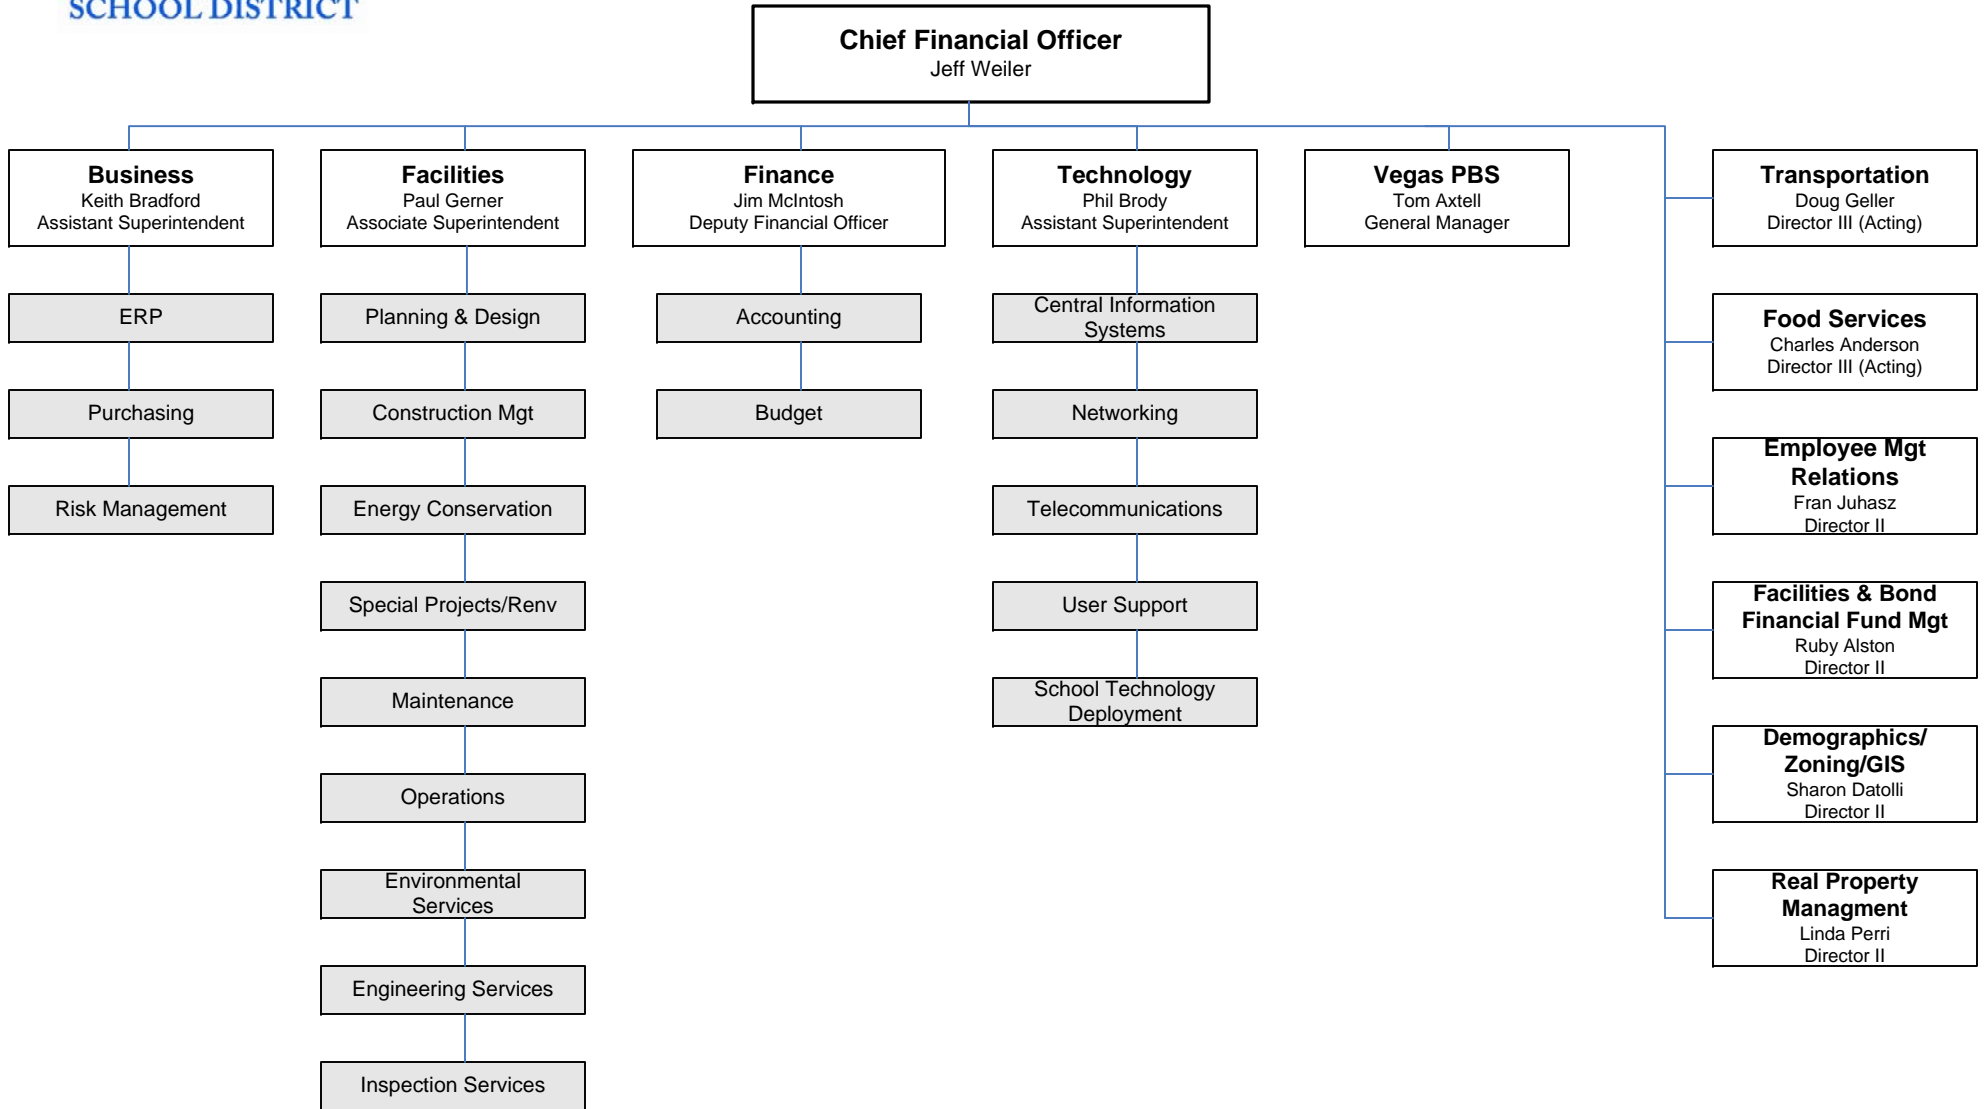 SCHOOL DISTRICT
Chief Financial Officer
Jeff Weiler
Business
Keith Bradford
Assistant Superintendent
Facilities
Paul Gerner
Associate Superintendent
Finance
Jim McIntosh
Deputy Financial Officer
Technology
Phil Brody
Assistant Superintendent
Vegas PBS
Tom Axtell
General Manager
Transportation
Doug Geller
Director III (Acting)
ERP
Purchasing
Risk Management
Planning & Design
Construction Mgt
Energy Conservation
Special Projects/Renv
Maintenance
Operations
Environmental
Services
Engineering Services
Inspection Services
Accounting
Budget
Central Information
Systems
Networking
Telecommunications
User Support
School Technology
Deployment
Food Services
Charles Anderson
Director III (Acting)
Employee Mgt
Relations
Fran Juhasz
Director II
Facilities & Bond
Financial Fund Mgt
Ruby Alston
Director II
Demographics/
Zoning/GIS
Sharon Datolli
Director II
Real Property
Managment
Linda Perri
Director II